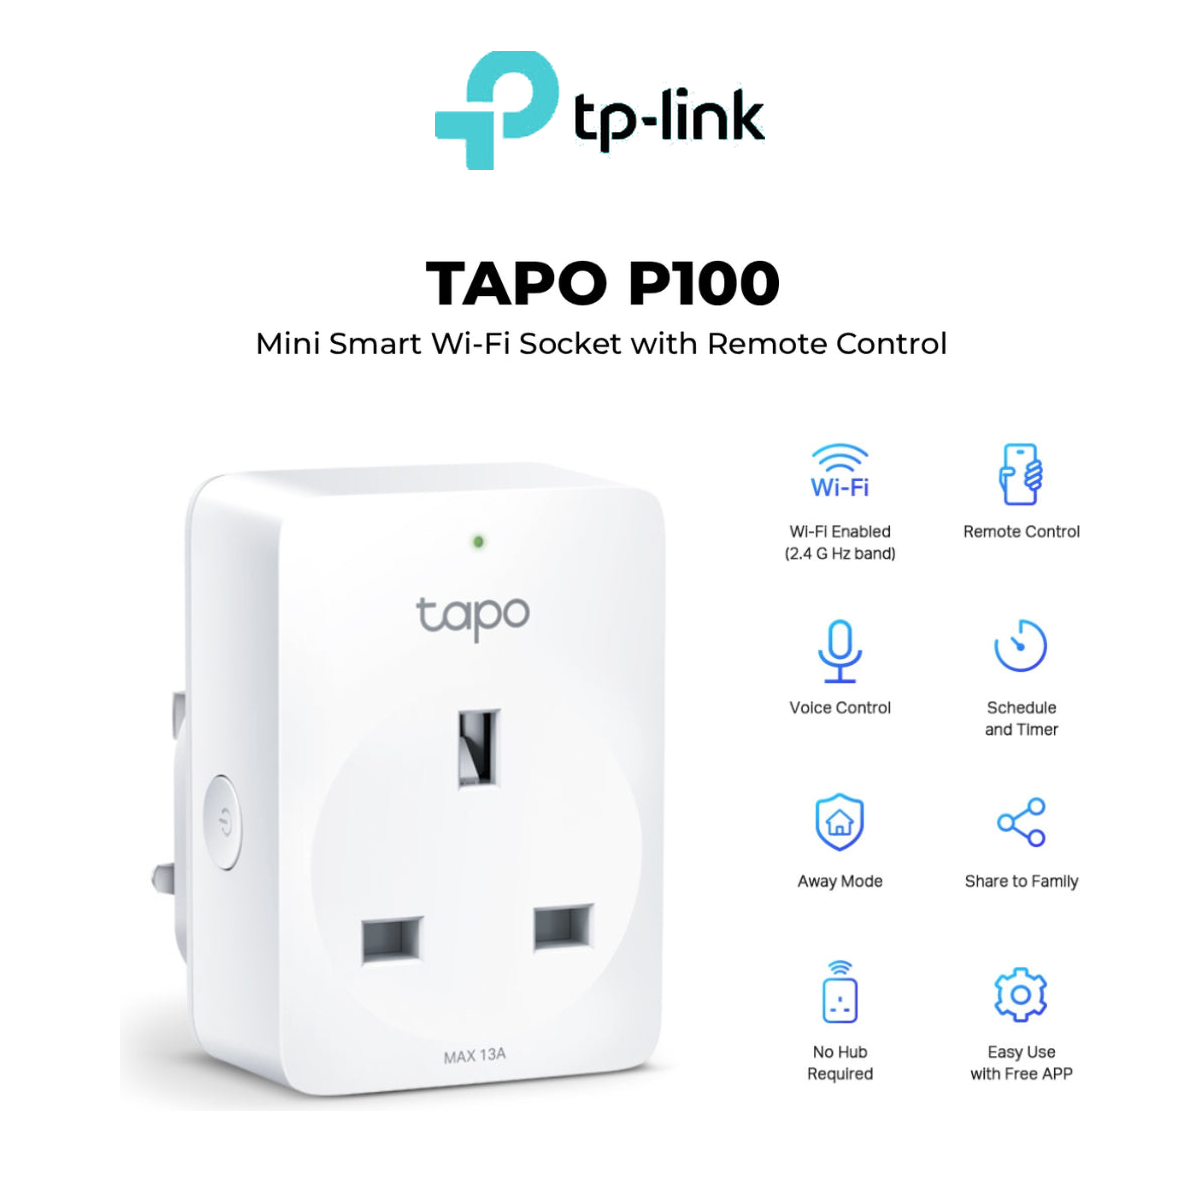 tp-link
TAPO P100
Mini Smart Wi-Fi Socket with Remote Control
Wi-Fi
Wi-Fi Enabled
(2.4 G Hz band)
Remote Control
Voice Control
Schedule
and Timer
Away Mode
Share to Family
No Hub
Required
Easy Use
with Free APP
tapo
MAX 13A